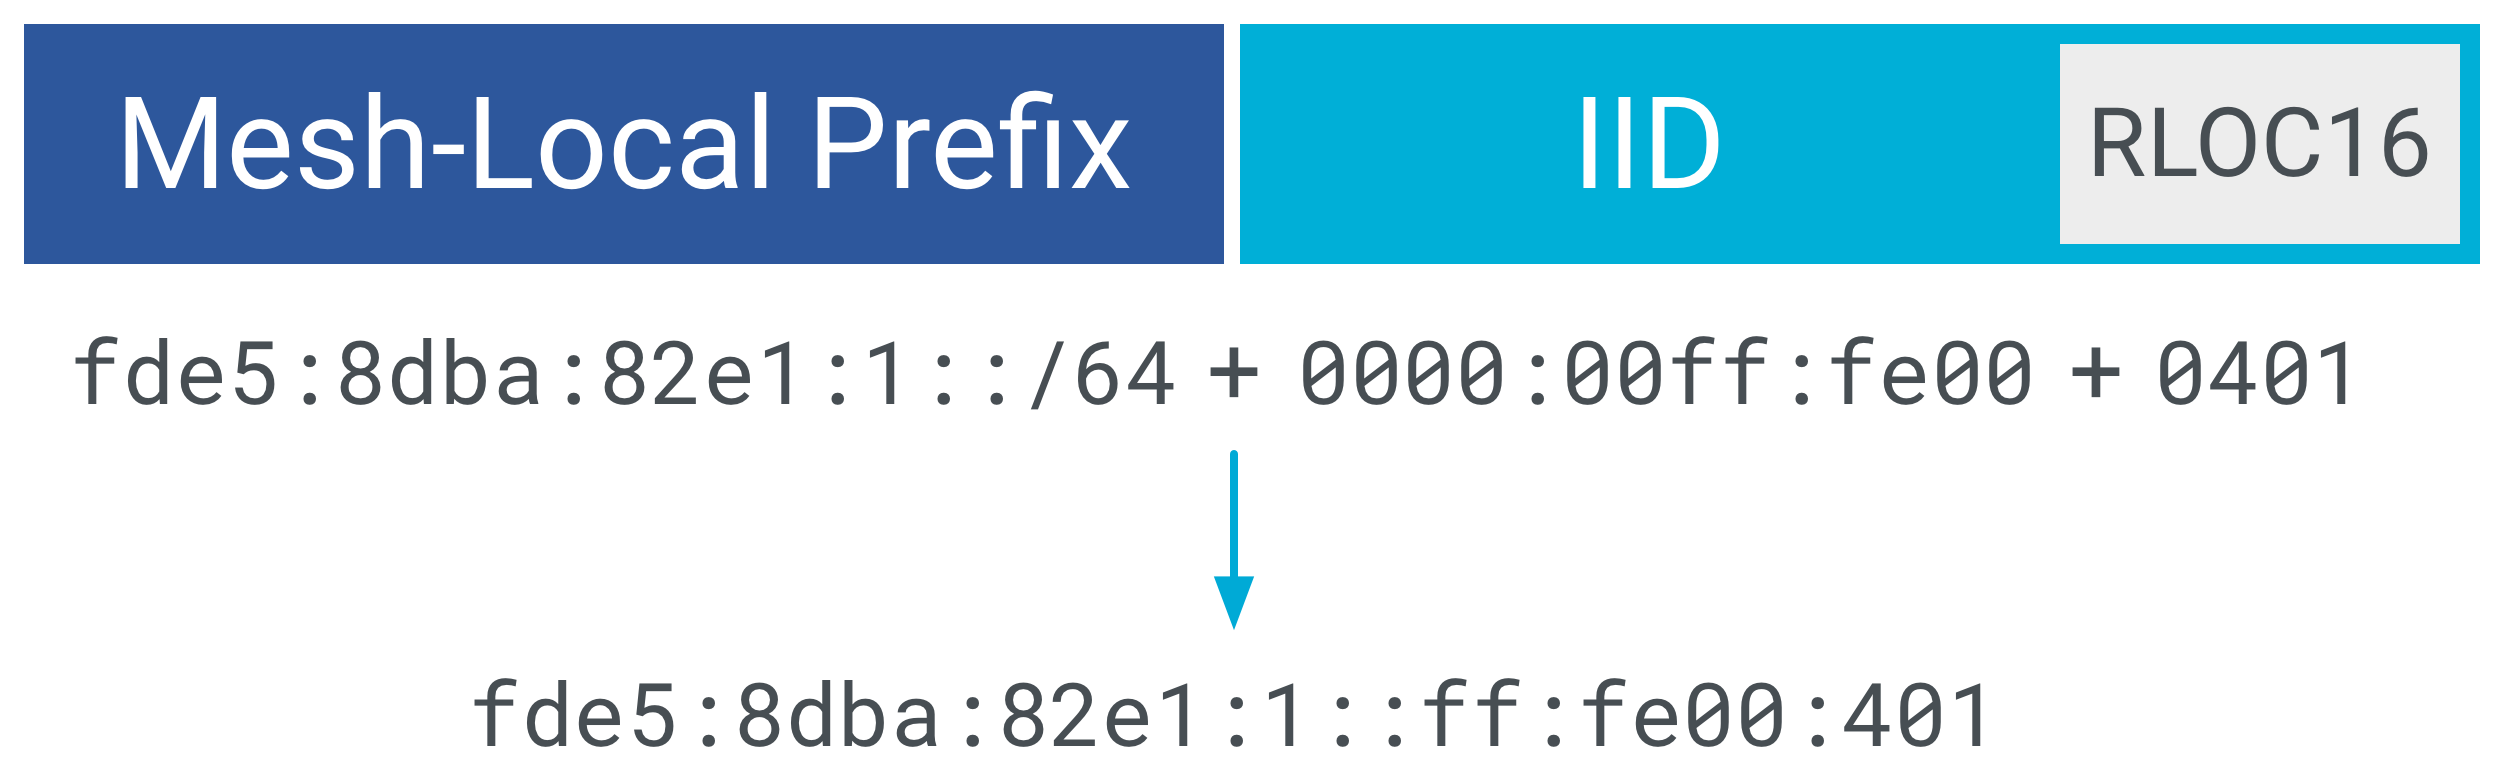 Mesh-Local Prefix IID RLOC16
fde5:8dba:82e1:1::/64 + 0000:00ff:fe00 + 0401
fde5:8dba:82e1:1::ff:fe00:401